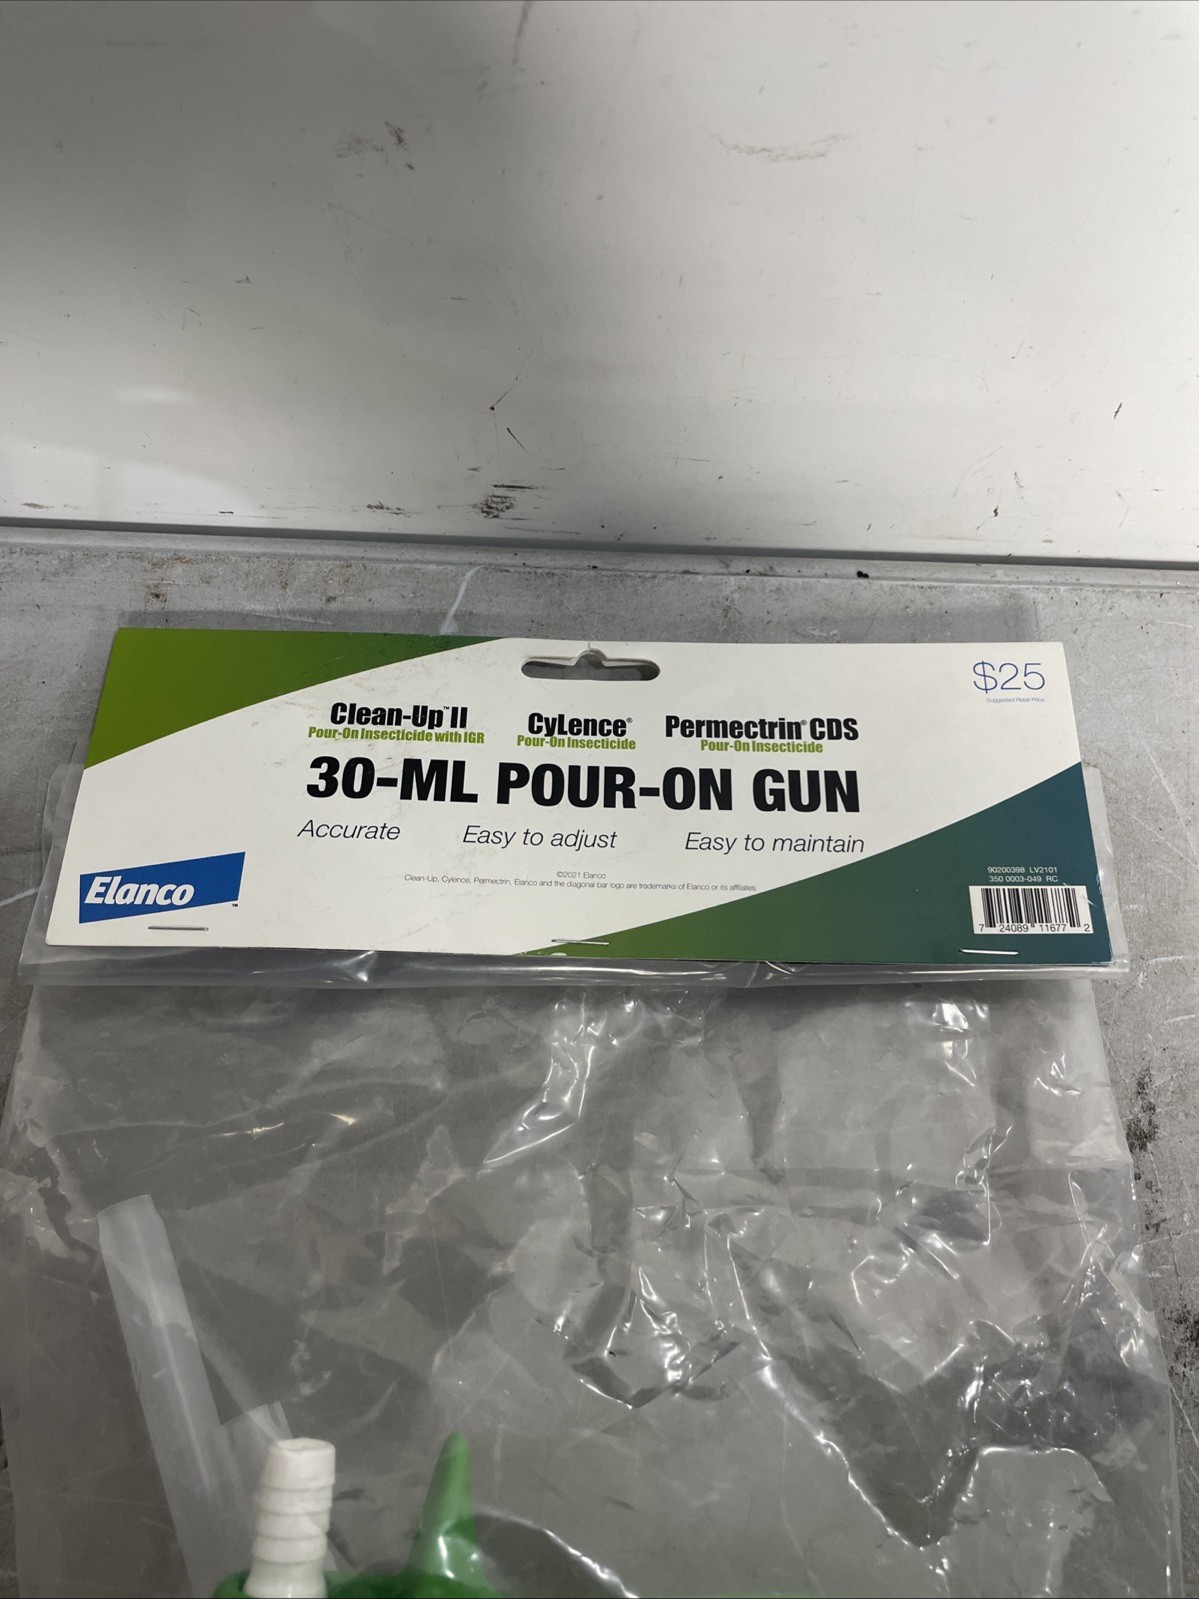 $25
Suggested Retail Price
Clean-Up™ II
Pour-On Insecticide with IGR
CyLence®
Pour-On Insecticide
Permectrin® CDS
Pour-On Insecticide
30-ML POUR-ON GUN
Accurate Easy to adjust Easy to maintain
Elanco™
©2021 Elanco
Clean-Up, Cylence, Permectrin, Elanco and the diagonal bar logo are trademarks of Elanco or its affiliates.
90200398 LV2101
350 0003-049 RC
7 24089 11677 2